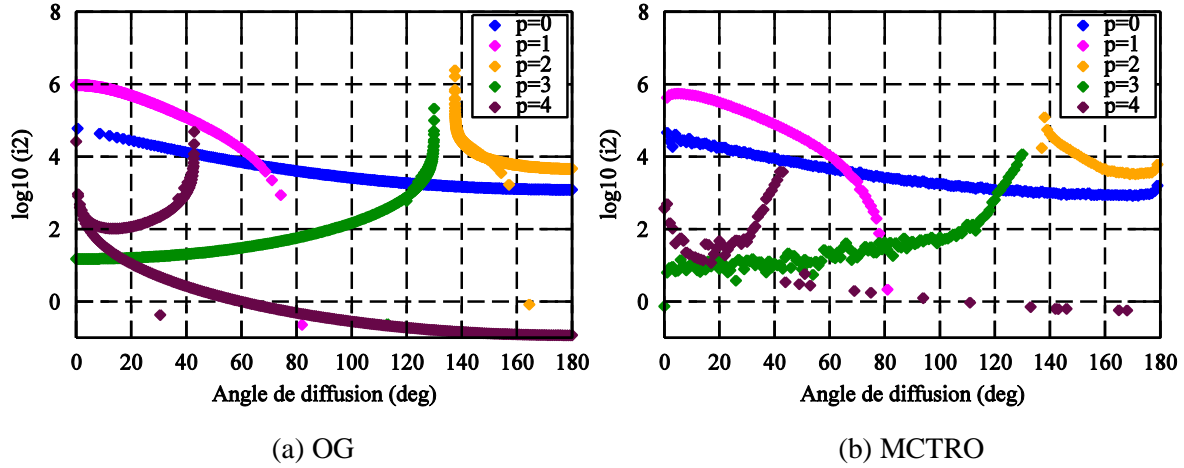 8
6
4
2
0
log10 (i2)
p=0
p=1
p=2
p=3
p=4
0 20 40 60 80 100 120 140 160 180
Angle de diffusion (deg)
(a) OG
8
6
4
2
0
log10 (i2)
p=0
p=1
p=2
p=3
p=4
0 20 40 60 80 100 120 140 160 180
Angle de diffusion (deg)
(b) MCTRO